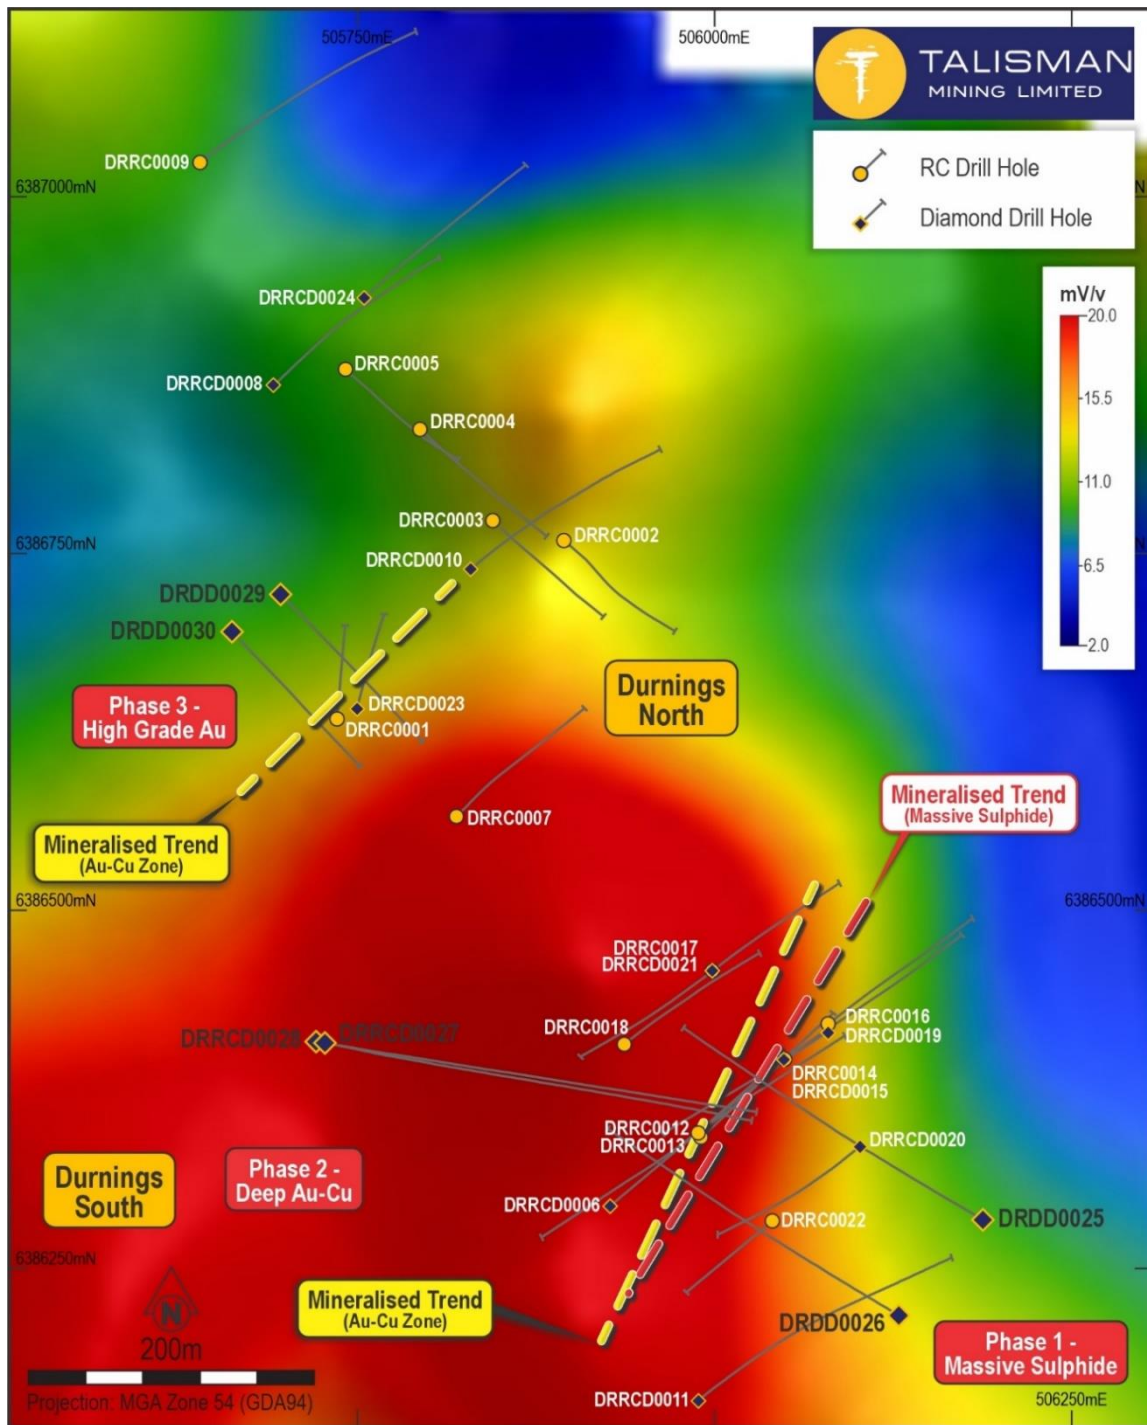 505750mE
506000mE
TALISMAN
MINING LIMITED
DRRC0009
6387000mN
RC Drill Hole
Diamond Drill Hole
DRRCD0024
mV/v
20.0
15.5
11.0
6.5
2.0
DRRC0005
DRRCD0008
DRRC0004
DRRC0003
DRRC0002
6386750mN
DRRCD0010
DRDD0029
DRDD0030
Phase 3 -
High Grade Au
DRRCD0023
DRRC0001
Durnings
North
Mineralised Trend
(Massive Sulphide)
DRRC0007
Mineralised Trend
(Au-Cu Zone)
6386500mN
6386500mN
DRRC0017
DRRCD0021
DRRC0018
DRRC0016
DRRCD0019
DRRCD0028
DRRCD0027
DRRC0014
DRRCD0015
DRRC0012
DRRC0013
DRRCD0020
Durnings
South
Phase 2 -
Deep Au-Cu
DRRCD0006
DRRC0022
DRDD0025
6386250mN
Mineralised Trend
(Au-Cu Zone)
DRDD0026
Phase 1 -
Massive Sulphide
N
200m
Projection: MGA Zone 54 (GDA94)
DRRCD0011
506250mE